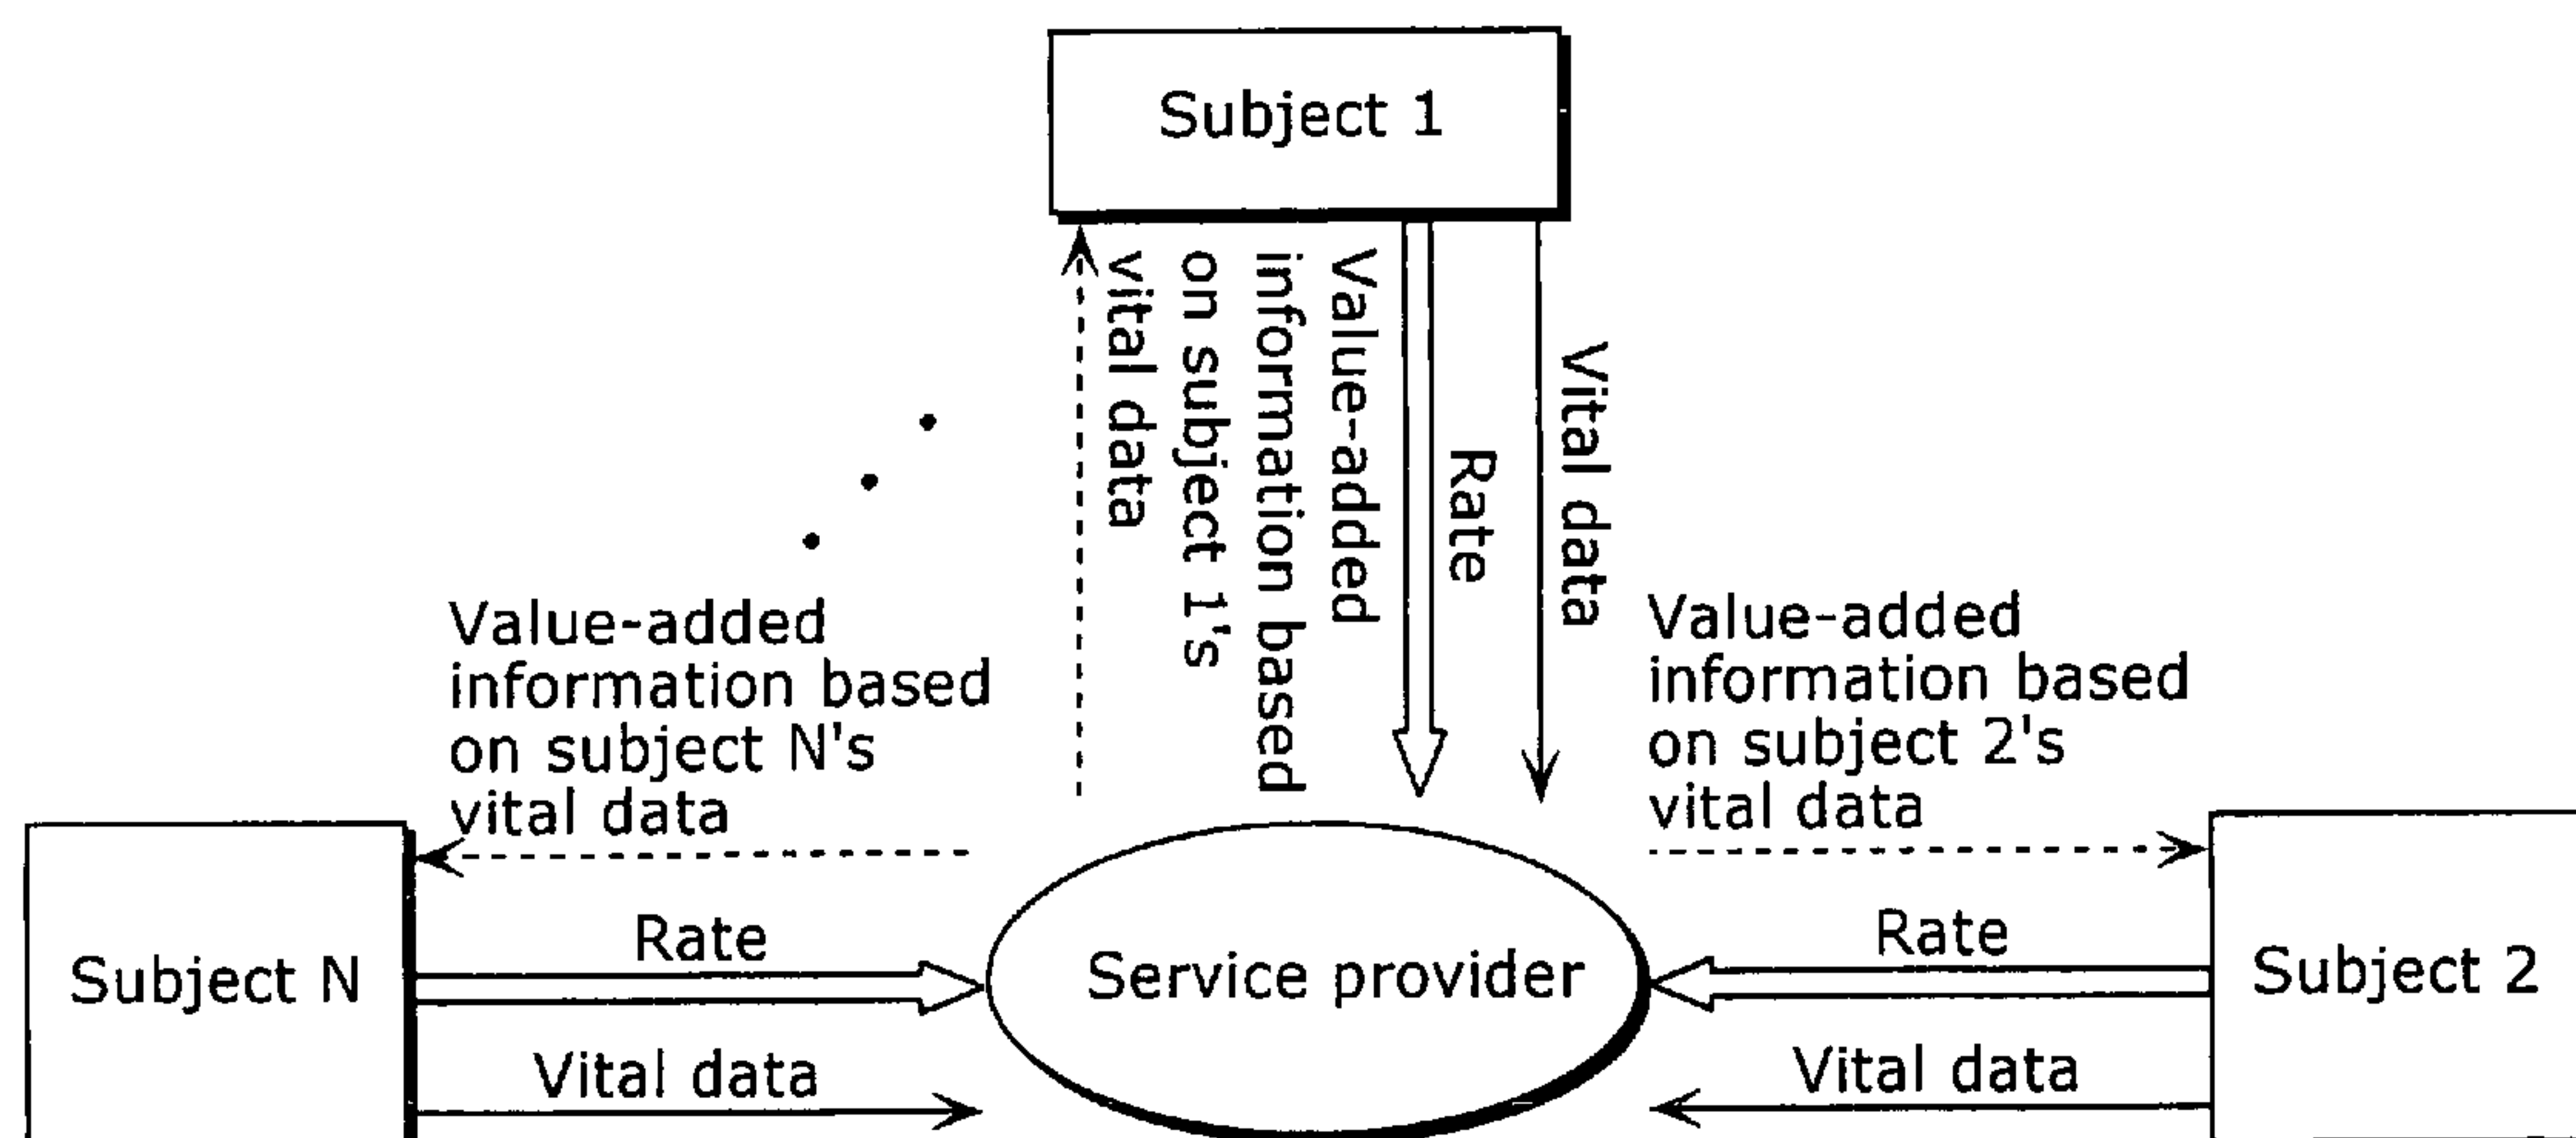 Subject 1
Value-added
information based
on subject 1's
vital data
Rate
Vital data
Value-added
information based
on subject N's
vital data
Value-added
information based
on subject 2's
vital data
Subject N
Rate
Vital data
Service provider
Rate
Vital data
Subject 2